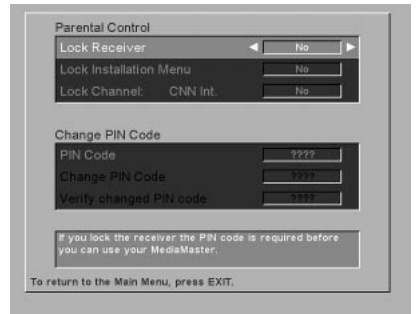 Parental Control
Lock Receiver No
Lock Installation Menu No
Lock Channel: CNN Int. No
Change PIN Code
PIN Code ????
Change PIN Code
Verify changed PIN code ????
If you lock the receiver the PIN code is required before
you can use your MediaMaster.
To return to the Main Menu, press EXIT.